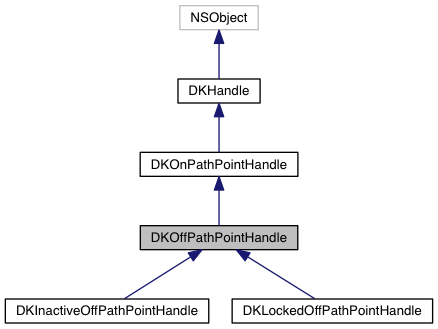 NSObject
DKHandle
DKOnPathPointHandle
DKOffPathPointHandle
DKInactiveOffPathPointHandle
DKLockedOffPathPointHandle